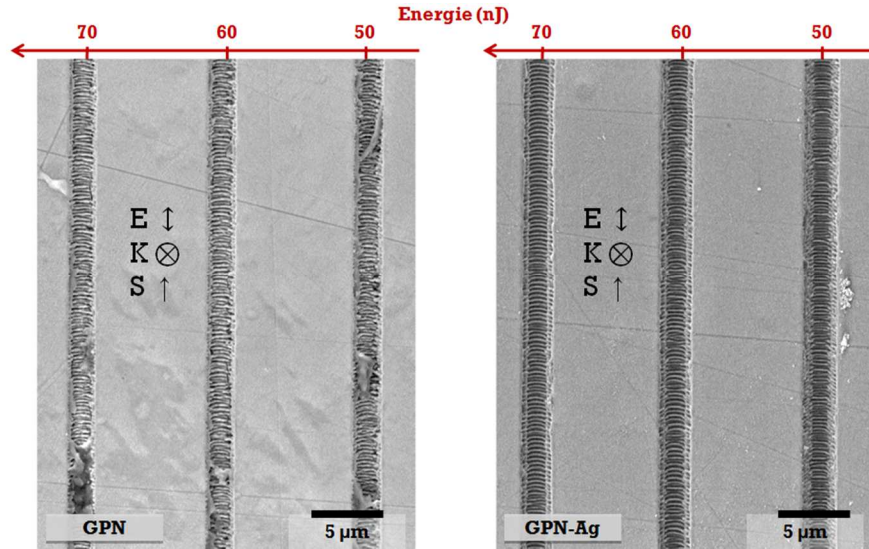 Energie (nJ)
70 60 50 70 60 50
E ↕ E ↕
K ⊗ K ⊗
S ↑ S ↑
GPN 5 µm GPN-Ag 5 µm